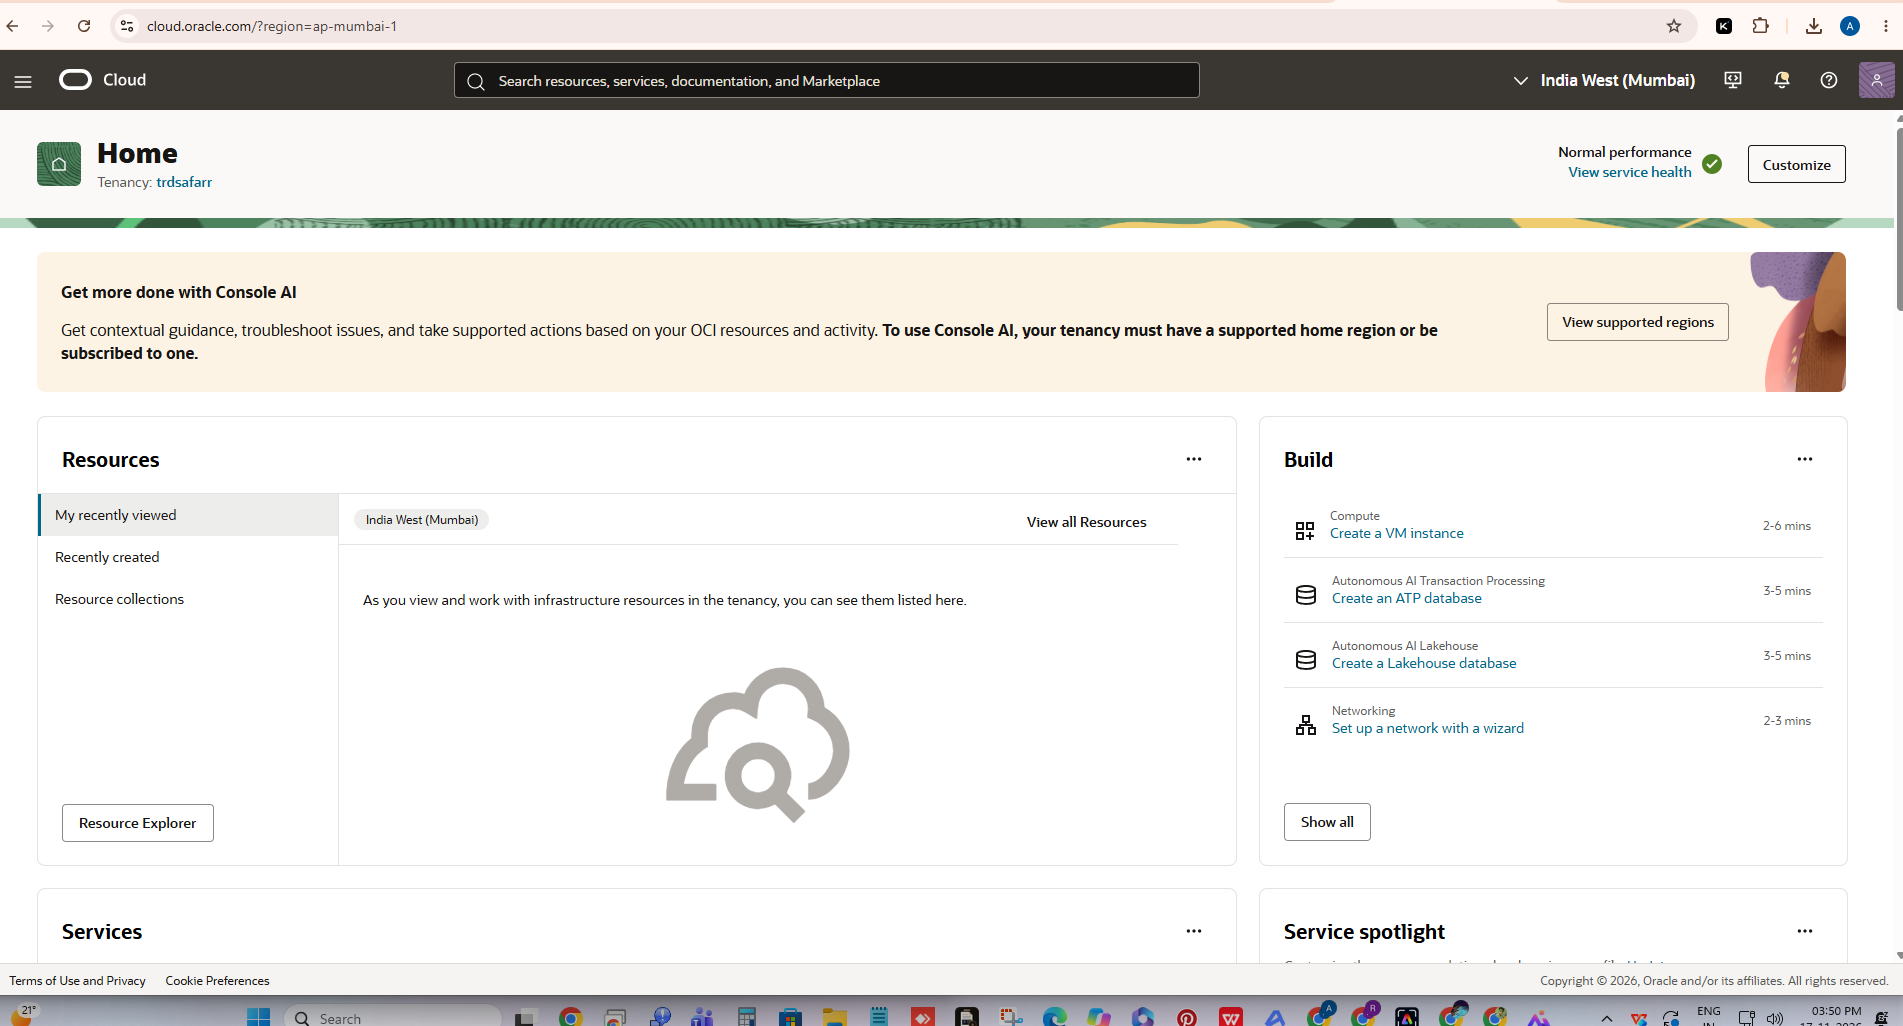 cloud.oracle.com/?region=ap-mumbai-1
A
Cloud
Search resources, services, documentation, and Marketplace
India West (Mumbai)
Home
Tenancy: trdsafarr
Normal performance
View service health
Customize
Get more done with Console AI
Get contextual guidance, troubleshoot issues, and take supported actions based on your OCI resources and activity. To use Console AI, your tenancy must have a supported home region or be
subscribed to one.
View supported regions
Resources
My recently viewed
Recently created
Resource collections
Resource Explorer
India West (Mumbai)
View all Resources
As you view and work with infrastructure resources in the tenancy, you can see them listed here.
Build
Compute
Create a VM instance
2-6 mins
Autonomous AI Transaction Processing
Create an ATP database
3-5 mins
Autonomous AI Lakehouse
Create a Lakehouse database
3-5 mins
Networking
Set up a network with a wizard
2-3 mins
Show all
Services
Service spotlight
Terms of Use and Privacy
Cookie Preferences
Copyright © 2026, Oracle and/or its affiliates. All rights reserved.
21°
Search
ENG
03:50 PM